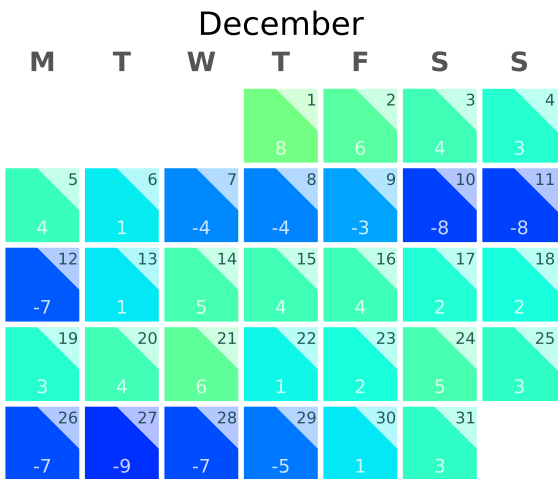 December
M T W T F S S
1 2 3 4
8 6 4 3
5 6 7 8 9 10 11
4 1 -4 -4 -3 -8 -8
12 13 14 15 16 17 18
-7 1 5 4 4 2 2
19 20 21 22 23 24 25
3 4 6 1 2 5 3
26 27 28 29 30 31
-7 -9 -7 -5 1 3